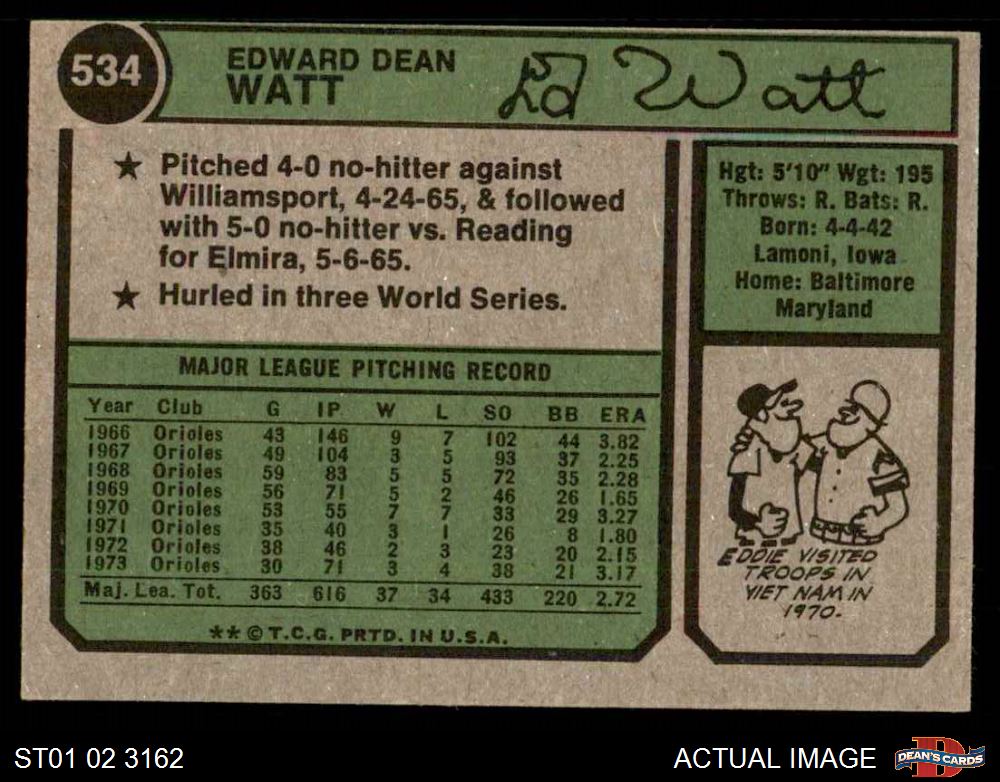 534
EDWARD DEAN
WATT
Ed Watt
★ Pitched 4-0 no-hitter against
Williamsport, 4-24-65, & followed
with 5-0 no-hitter vs. Reading
for Elmira, 5-6-65.
★ Hurled in three World Series.
Hgt: 5'10" Wgt: 195
Throws: R. Bats: R.
Born: 4-4-42
Lamoni, Iowa
Home: Baltimore
Maryland
MAJOR LEAGUE PITCHING RECORD
Year Club G IP W L SO BB ERA
1966 Orioles 43 146 9 7 102 44 3.82
1967 Orioles 49 104 3 5 93 37 2.25
1968 Orioles 59 83 5 5 72 35 2.28
1969 Orioles 56 71 5 2 46 26 1.65
1970 Orioles 53 55 7 7 33 29 3.27
1971 Orioles 35 40 3 1 26 8 1.80
1972 Orioles 38 46 2 3 23 20 2.15
1973 Orioles 30 71 3 4 38 21 3.17
Maj. Lea. Tot. 363 616 37 34 433 220 2.72
** © T.C.G. PRTD. IN U.S.A.
EDDIE VISITED
TROOPS IN
VIET NAM IN
1970.
ST01 02 3162
ACTUAL IMAGE
D
DEAN'S CARDS